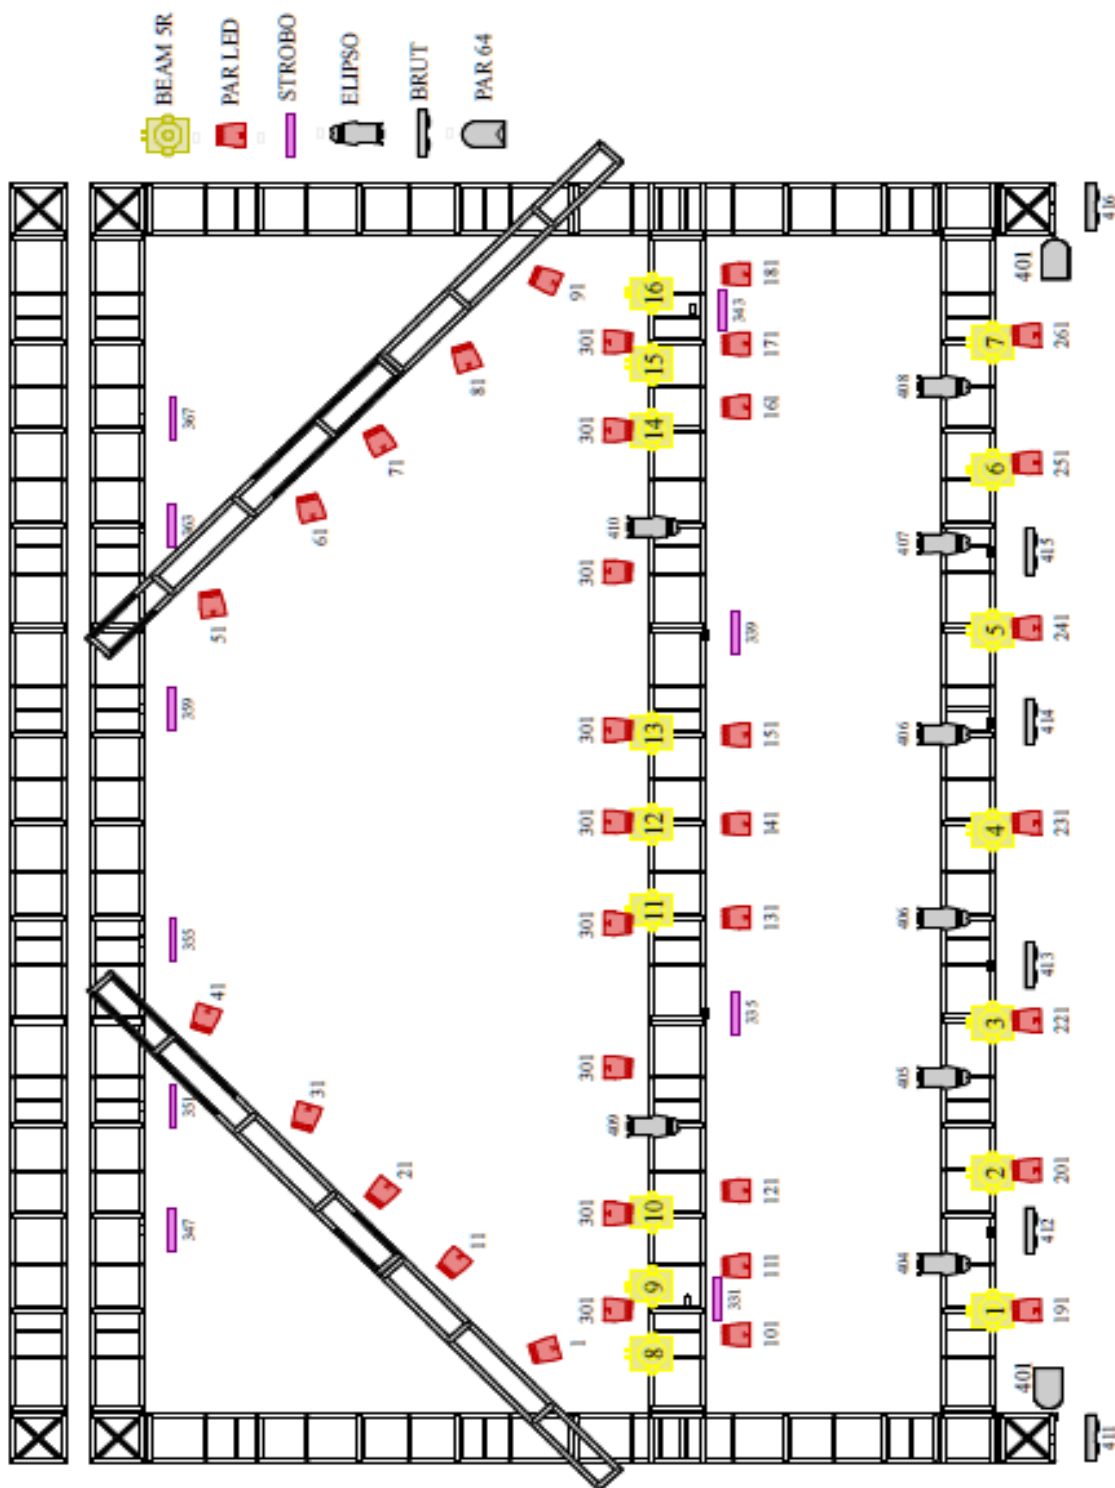 BEAM 5R
PAR LED
STROBO
ELIPSO
BRUT
PAR 64
347 351 355 359 363 367
41 51
31 61
21 71
11 81
1 91
301 301 301 301 301 301 301 301 301
409 410
8 9 10 11 12 13 14 15 16
331 335 339 343
101 111 121 131 141 151 161 171 181
404 405 406 406 407 408
1 2 3 4 5 6 7
401 401
191 201 221 231 241 251 261
412 413 414 415
411 416